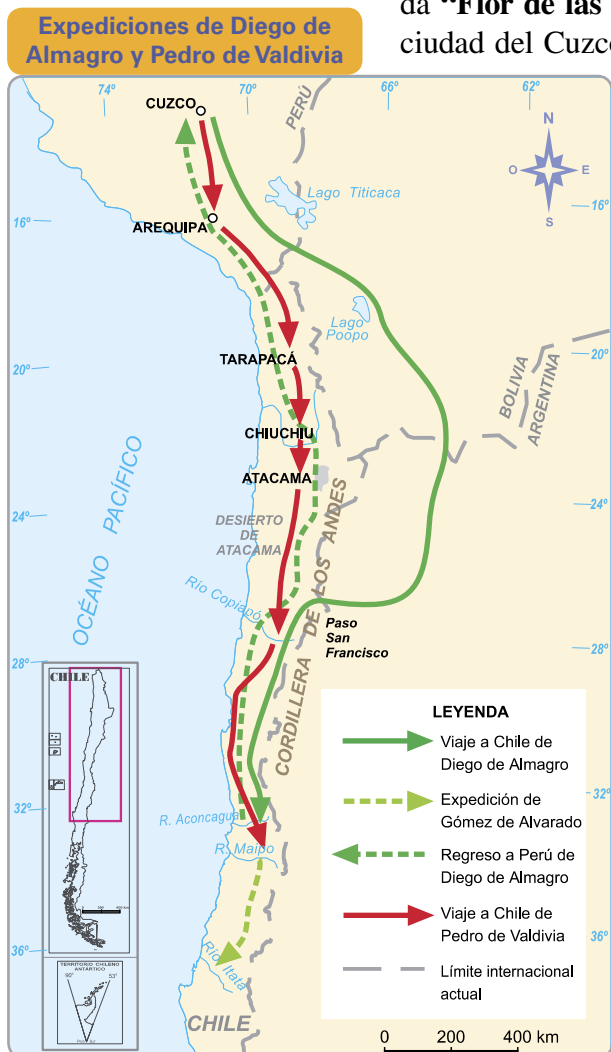 da “Flor de las
ciudad del Cuzco
Expediciones de Diego de
Almagro y Pedro de Valdivia
74º
70º
66º
62º
CUZCO
PERÚ
N
O
E
S
Lago Titicaca
16º
16º
AREQUIPA
Lago
Poopo
20º
20º
TARAPACÁ
BOLIVIA
ARGENTINA
CHIUCHIU
ATACAMA
24º
24º
DESIERTO
DE
ATACAMA
OCÉANO PACÍFICO
CORDILLERA DE LOS ANDES
Río Copiapó
Paso
San
Francisco
28º
28º
CHILE
LEYENDA
Viaje a Chile de
Diego de Almagro
Expedición de
Gómez de Alvarado
Regreso a Perú de
Diego de Almagro
Viaje a Chile de
Pedro de Valdivia
Límite internacional
actual
32º
32º
R. Aconcagua
R. Maipo
36º
36º
Río Itata
TERRITORIO CHILENO
ANTÁRTICO
90º
53º
CHILE
0 200 400 km